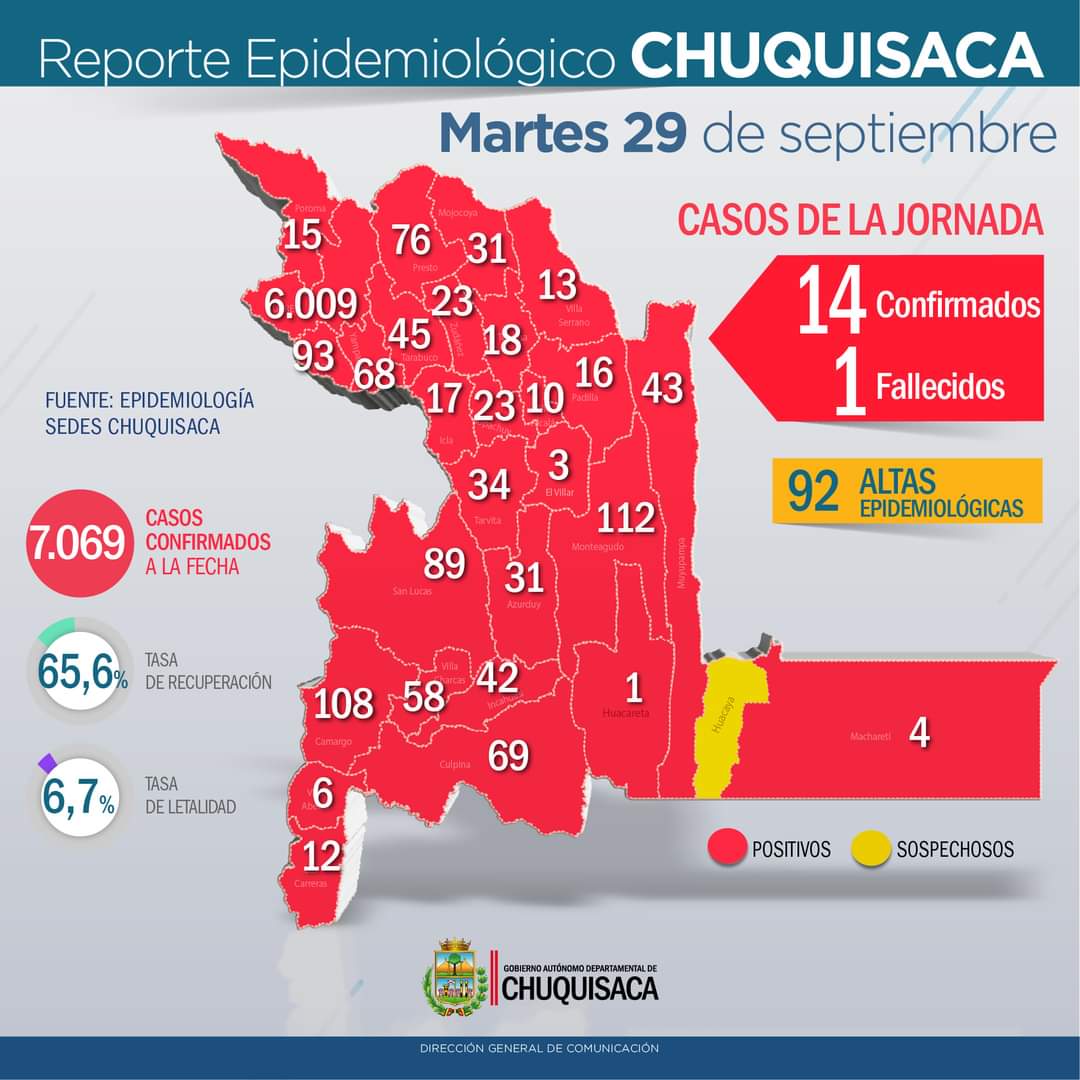 Reporte Epidemiológico CHUQUISACA
Martes 29 de septiembre
CASOS DE LA JORNADA
14 Confirmados
1 Fallecidos
92 ALTAS
EPIDEMIOLÓGICAS
FUENTE: EPIDEMIOLOGÍA
SEDES CHUQUISACA
7.069
CASOS
CONFIRMADOS
A LA FECHA
65,6%
TASA
DE RECUPERACIÓN
6,7%
TASA
DE LETALIDAD
Poroma
15
76
Presto
Mojocoya
31
13
Villa
Serrano
6.009
23
Zudáñez
45
Tarabuco
18
93
68
17
Icla
23
10
16
Padilla
43
Muyupampa
34
Tarvita
3
El Villar
112
Monteagudo
89
San Lucas
31
Azurduy
108
Camargo
Villa
Charcas
58
42
Incahuasi
1
Huacareta
Huacaya
Machareti 4
Culpina 69
6
12
Carreras
POSITIVOS
SOSPECHOSOS
GOBIERNO AUTÓNOMO DEPARTAMENTAL DE
CHUQUISACA
DIRECCIÓN GENERAL DE COMUNICACIÓN